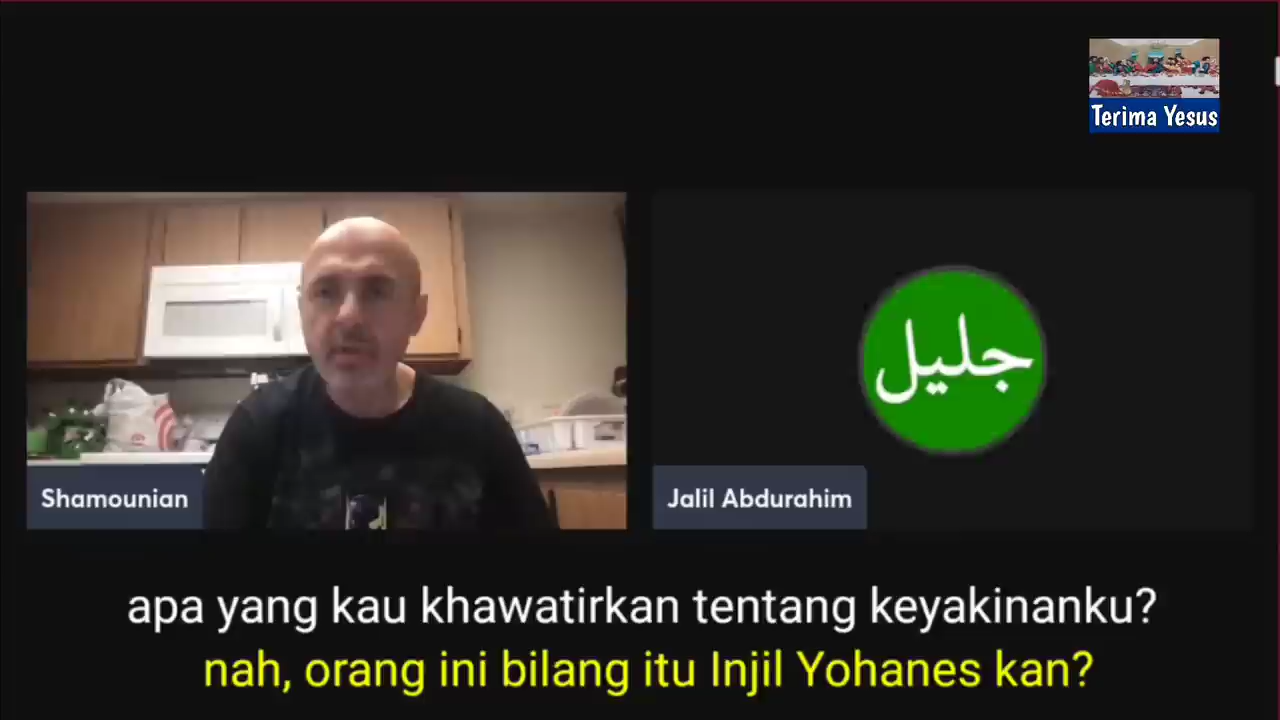 Terima Yesus
جليل
Shamounian
Jalil Abdurahim
apa yang kau khawatirkan tentang keyakinanku?
nah, orang ini bilang itu Injil Yohanes kan?